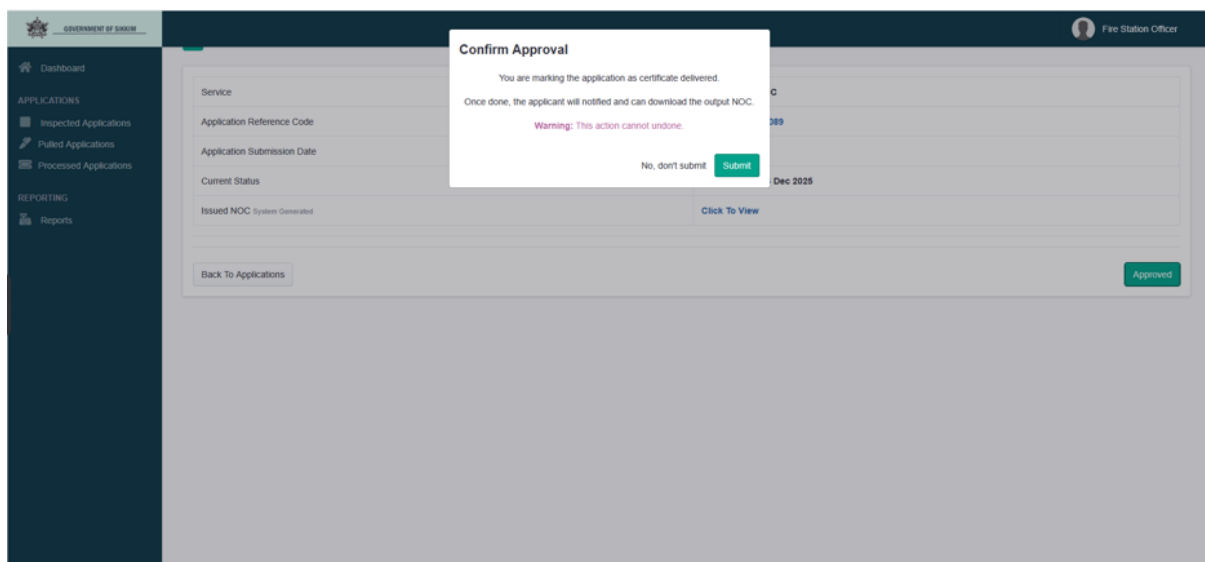 GOVERNMENT OF SIKKIM
Fire Station Officer
Dashboard
APPLICATIONS
Inspected Applications
Pulled Applications
Processed Applications
REPORTING
Reports
Confirm Approval
You are marking the application as certificate delivered.
Once done, the applicant will notified and can download the output NOC.
Warning: This action cannot undone.
No, don't submit Submit
Service C
Application Reference Code 089
Application Submission Date
Current Status Dec 2025
Issued NOC System Generated Click To View
Back To Applications Approved